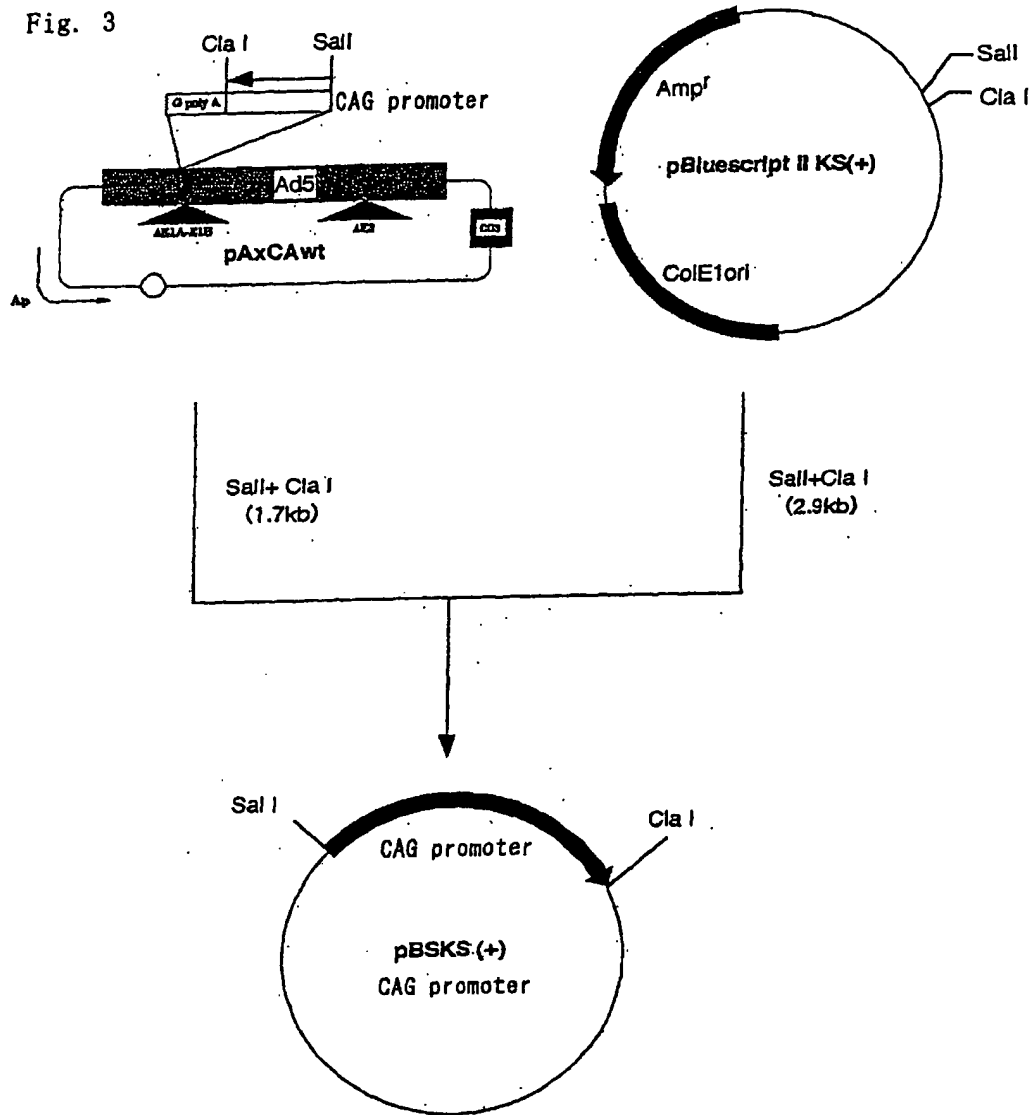 Fig. 3
Cla I
SalI
G poly A
CAG promoter
Ad5
pAxCAwt
Ap
Amp^r
SalI
Cla I
pBluescript II KS(+)
ColE1ori
SalI+ Cla I
(1.7kb)
SalI+Cla I
(2.9kb)
Sal I
CAG promoter
Cla I
pBSKS (+)
CAG promoter